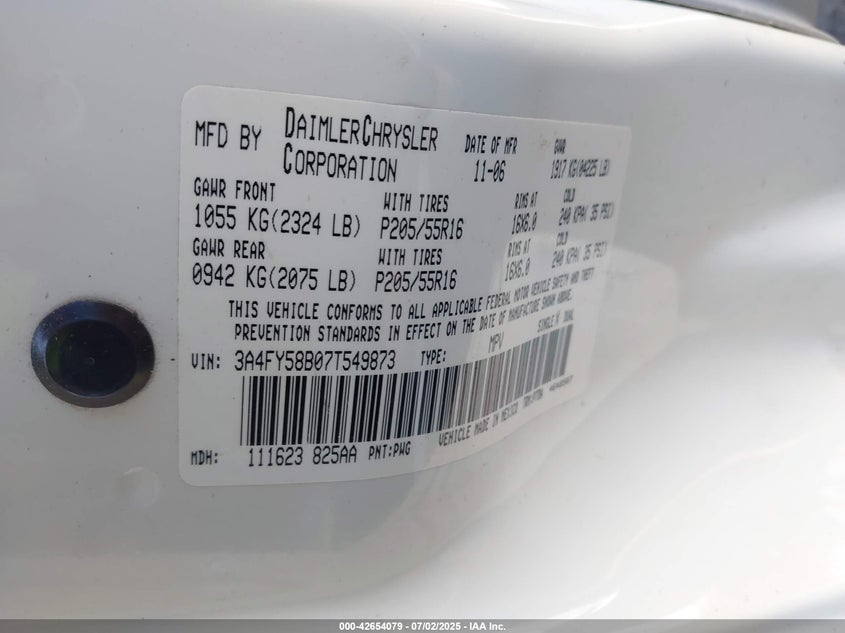 MFD BY DAIMLERCHRYSLER CORPORATION
DATE OF MFR 11-06
GWR 1917 KG(04225 LB)
GAWR FRONT WITH TIRES RIMS AT COLD
1055 KG(2324 LB) P205/55R16 16X6.0 240 KPA( 35 PSI)
GAWR REAR WITH TIRES RIMS AT COLD
0942 KG(2075 LB) P205/55R16 16X6.0 240 KPA( 35 PSI)
THIS VEHICLE CONFORMS TO ALL APPLICABLE FEDERAL MOTOR VEHICLE SAFETY AND THEFT
PREVENTION STANDARDS IN EFFECT ON THE DATE OF MANUFACTURE SHOWN ABOVE.
VIN: 3A4FY58B07T549873 TYPE: MPV SINGLE X DUAL
VEHICLE MADE IN MEXICO
MDH: 111623 825AA PNT:PWG
000-42654079 - 07/02/2025 - IAA Inc.